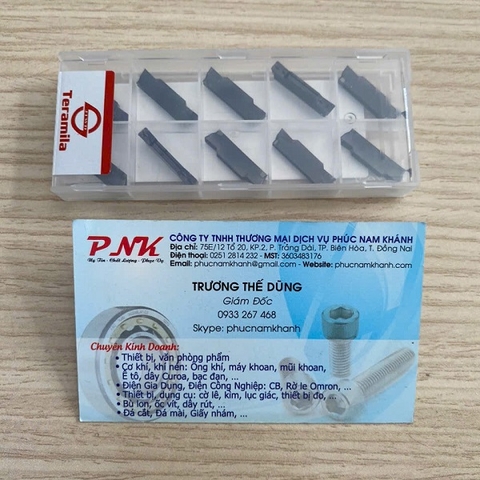 Teramila
PNK
Uy Tín - Chất Lượng - Phục Vụ
CÔNG TY TNHH THƯƠNG MẠI DỊCH VỤ PHÚC NAM KHÁNH
Địa chỉ: 75E/12 Tổ 20, KP.2, P. Trảng Dài, TP. Biên Hòa, T. Đồng Nai
Điện thoại: 0251 2814 232 - MST: 3603483176
Email: phucnamkhanh@gmail.com - Website: phucnamkhanh.com
TRƯƠNG THẾ DŨNG
Giám Đốc
0933 267 468
Skype: phucnamkhanh
Chuyên Kinh Doanh:
• Thiết bị, văn phòng phẩm
• Cơ khí, khí nén: Ống khí, máy khoan, mũi khoan,
Ê tô, dây Curoa, bạc đạn, ...
• Điện Gia Dụng, Điện Công Nghiệp: CB, Rờ le Omron, ...
• Thiết bị, dụng cụ: cờ lê, kìm, lục giác, thiết bị đo, ...
• Bù lon, ốc vít, dây rút, ...
• Đá cắt, Đá mài, Giấy nhám, ...